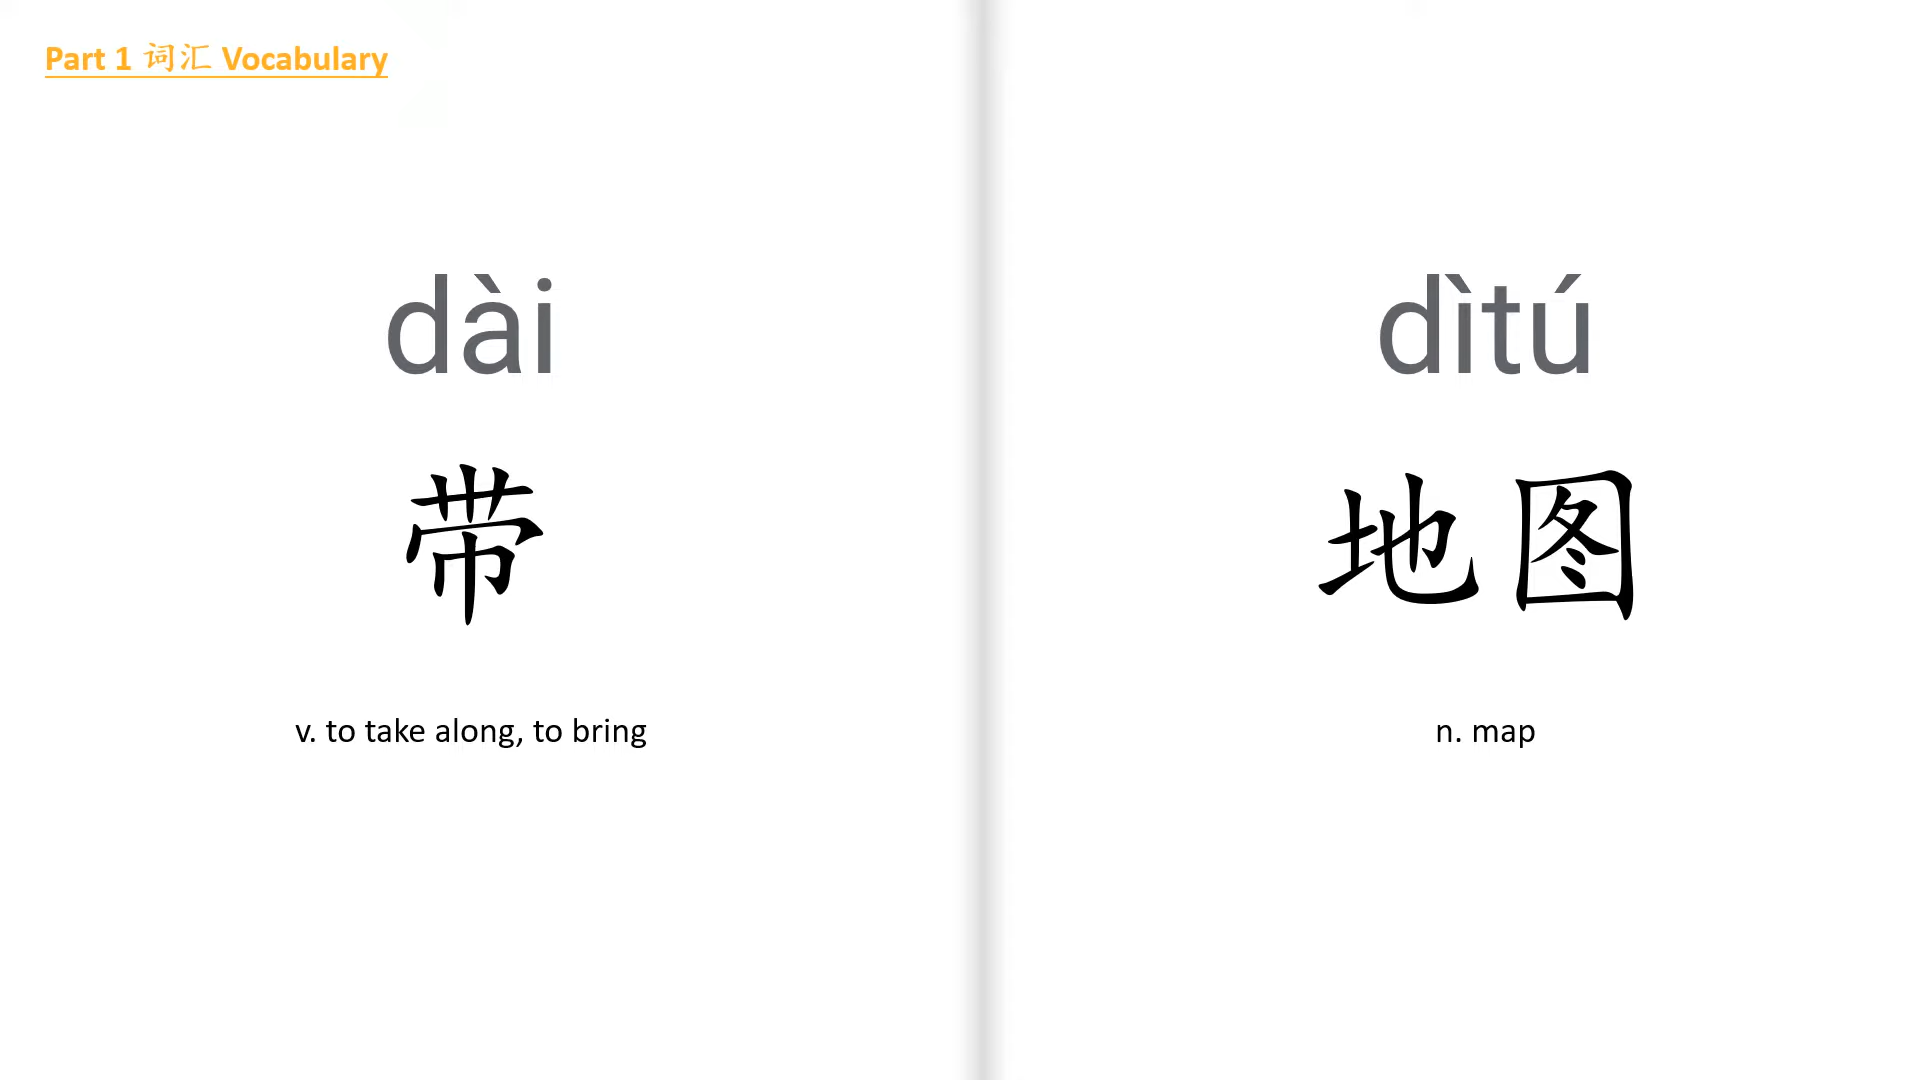 Part 1 词汇 Vocabulary
dài
带
v. to take along, to bring
dìtú
地图
n. map